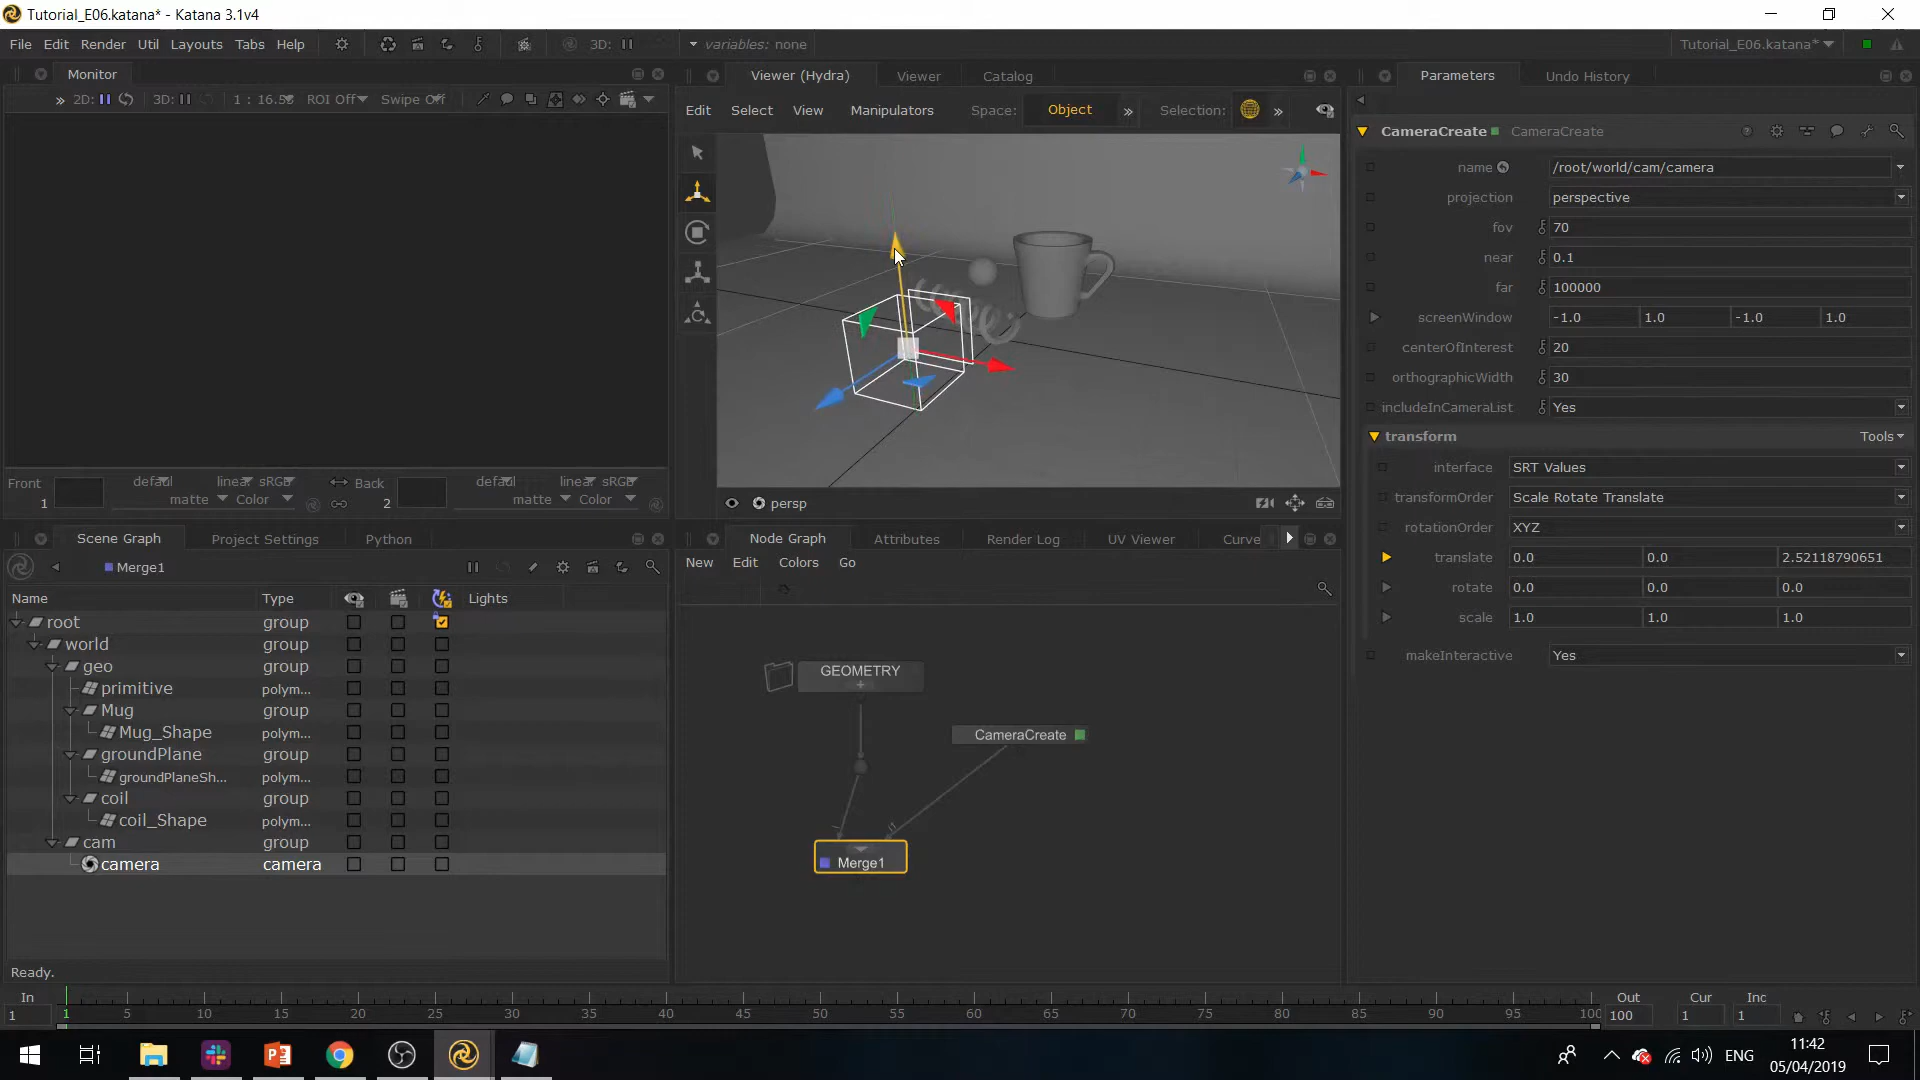 Tutorial_E06.katana* - Katana 3.1v4
File Edit Render Util Layouts Tabs Help 3D: variables: none Tutorial_E06.katana*
Monitor
» 2D: 3D: 1 : 16.5 ROI Off Swipe Off
Viewer (Hydra) Viewer Catalog
Edit Select View Manipulators Space: Object » Selection: »
persp
Parameters Undo History
CameraCreate CameraCreate
name /root/world/cam/camera
projection perspective
fov 70
near 0.1
far 100000
screenWindow -1.0 1.0 -1.0 1.0
centerOfInterest 20
orthographicWidth 30
includeInCameraList Yes
transform Tools
interface SRT Values
transformOrder Scale Rotate Translate
rotationOrder XYZ
translate 0.0 0.0 2.52118790651
rotate 0.0 0.0 0.0
scale 1.0 1.0 1.0
makeInteractive Yes
Front defaul linear sRGB Back defaul linear sRGB
1 matte Color 2 matte Color
Scene Graph Project Settings Python
Merge1
Name Type Lights
root group
world group
geo group
primitive polym...
Mug group
Mug_Shape polym...
groundPlane group
groundPlaneSh... polym...
coil group
coil_Shape polym...
cam group
camera camera
Ready.
Node Graph Attributes Render Log UV Viewer Curve
New Edit Colors Go
GEOMETRY
CameraCreate
Merge1
In Out Cur Inc
1 1 5 10 15 20 25 30 35 40 45 50 55 60 65 70 75 80 85 90 95 100 100 1 1
ENG 11:42
05/04/2019